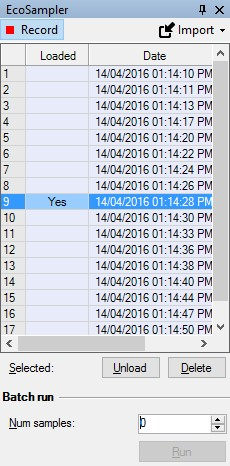 EcoSampler
Record Import
Loaded Date
1 14/04/2016 01:14:10 PM
2 14/04/2016 01:14:11 PM
3 14/04/2016 01:14:13 PM
4 14/04/2016 01:14:17 PM
5 14/04/2016 01:14:20 PM
6 14/04/2016 01:14:22 PM
7 14/04/2016 01:14:24 PM
8 14/04/2016 01:14:26 PM
9 Yes 14/04/2016 01:14:28 PM
10 14/04/2016 01:14:30 PM
11 14/04/2016 01:14:33 PM
12 14/04/2016 01:14:36 PM
13 14/04/2016 01:14:38 PM
14 14/04/2016 01:14:40 PM
15 14/04/2016 01:14:44 PM
16 14/04/2016 01:14:47 PM
17 14/04/2016 01:14:50 PM
Selected: Unload Delete
Batch run
Num samples: 0
Run